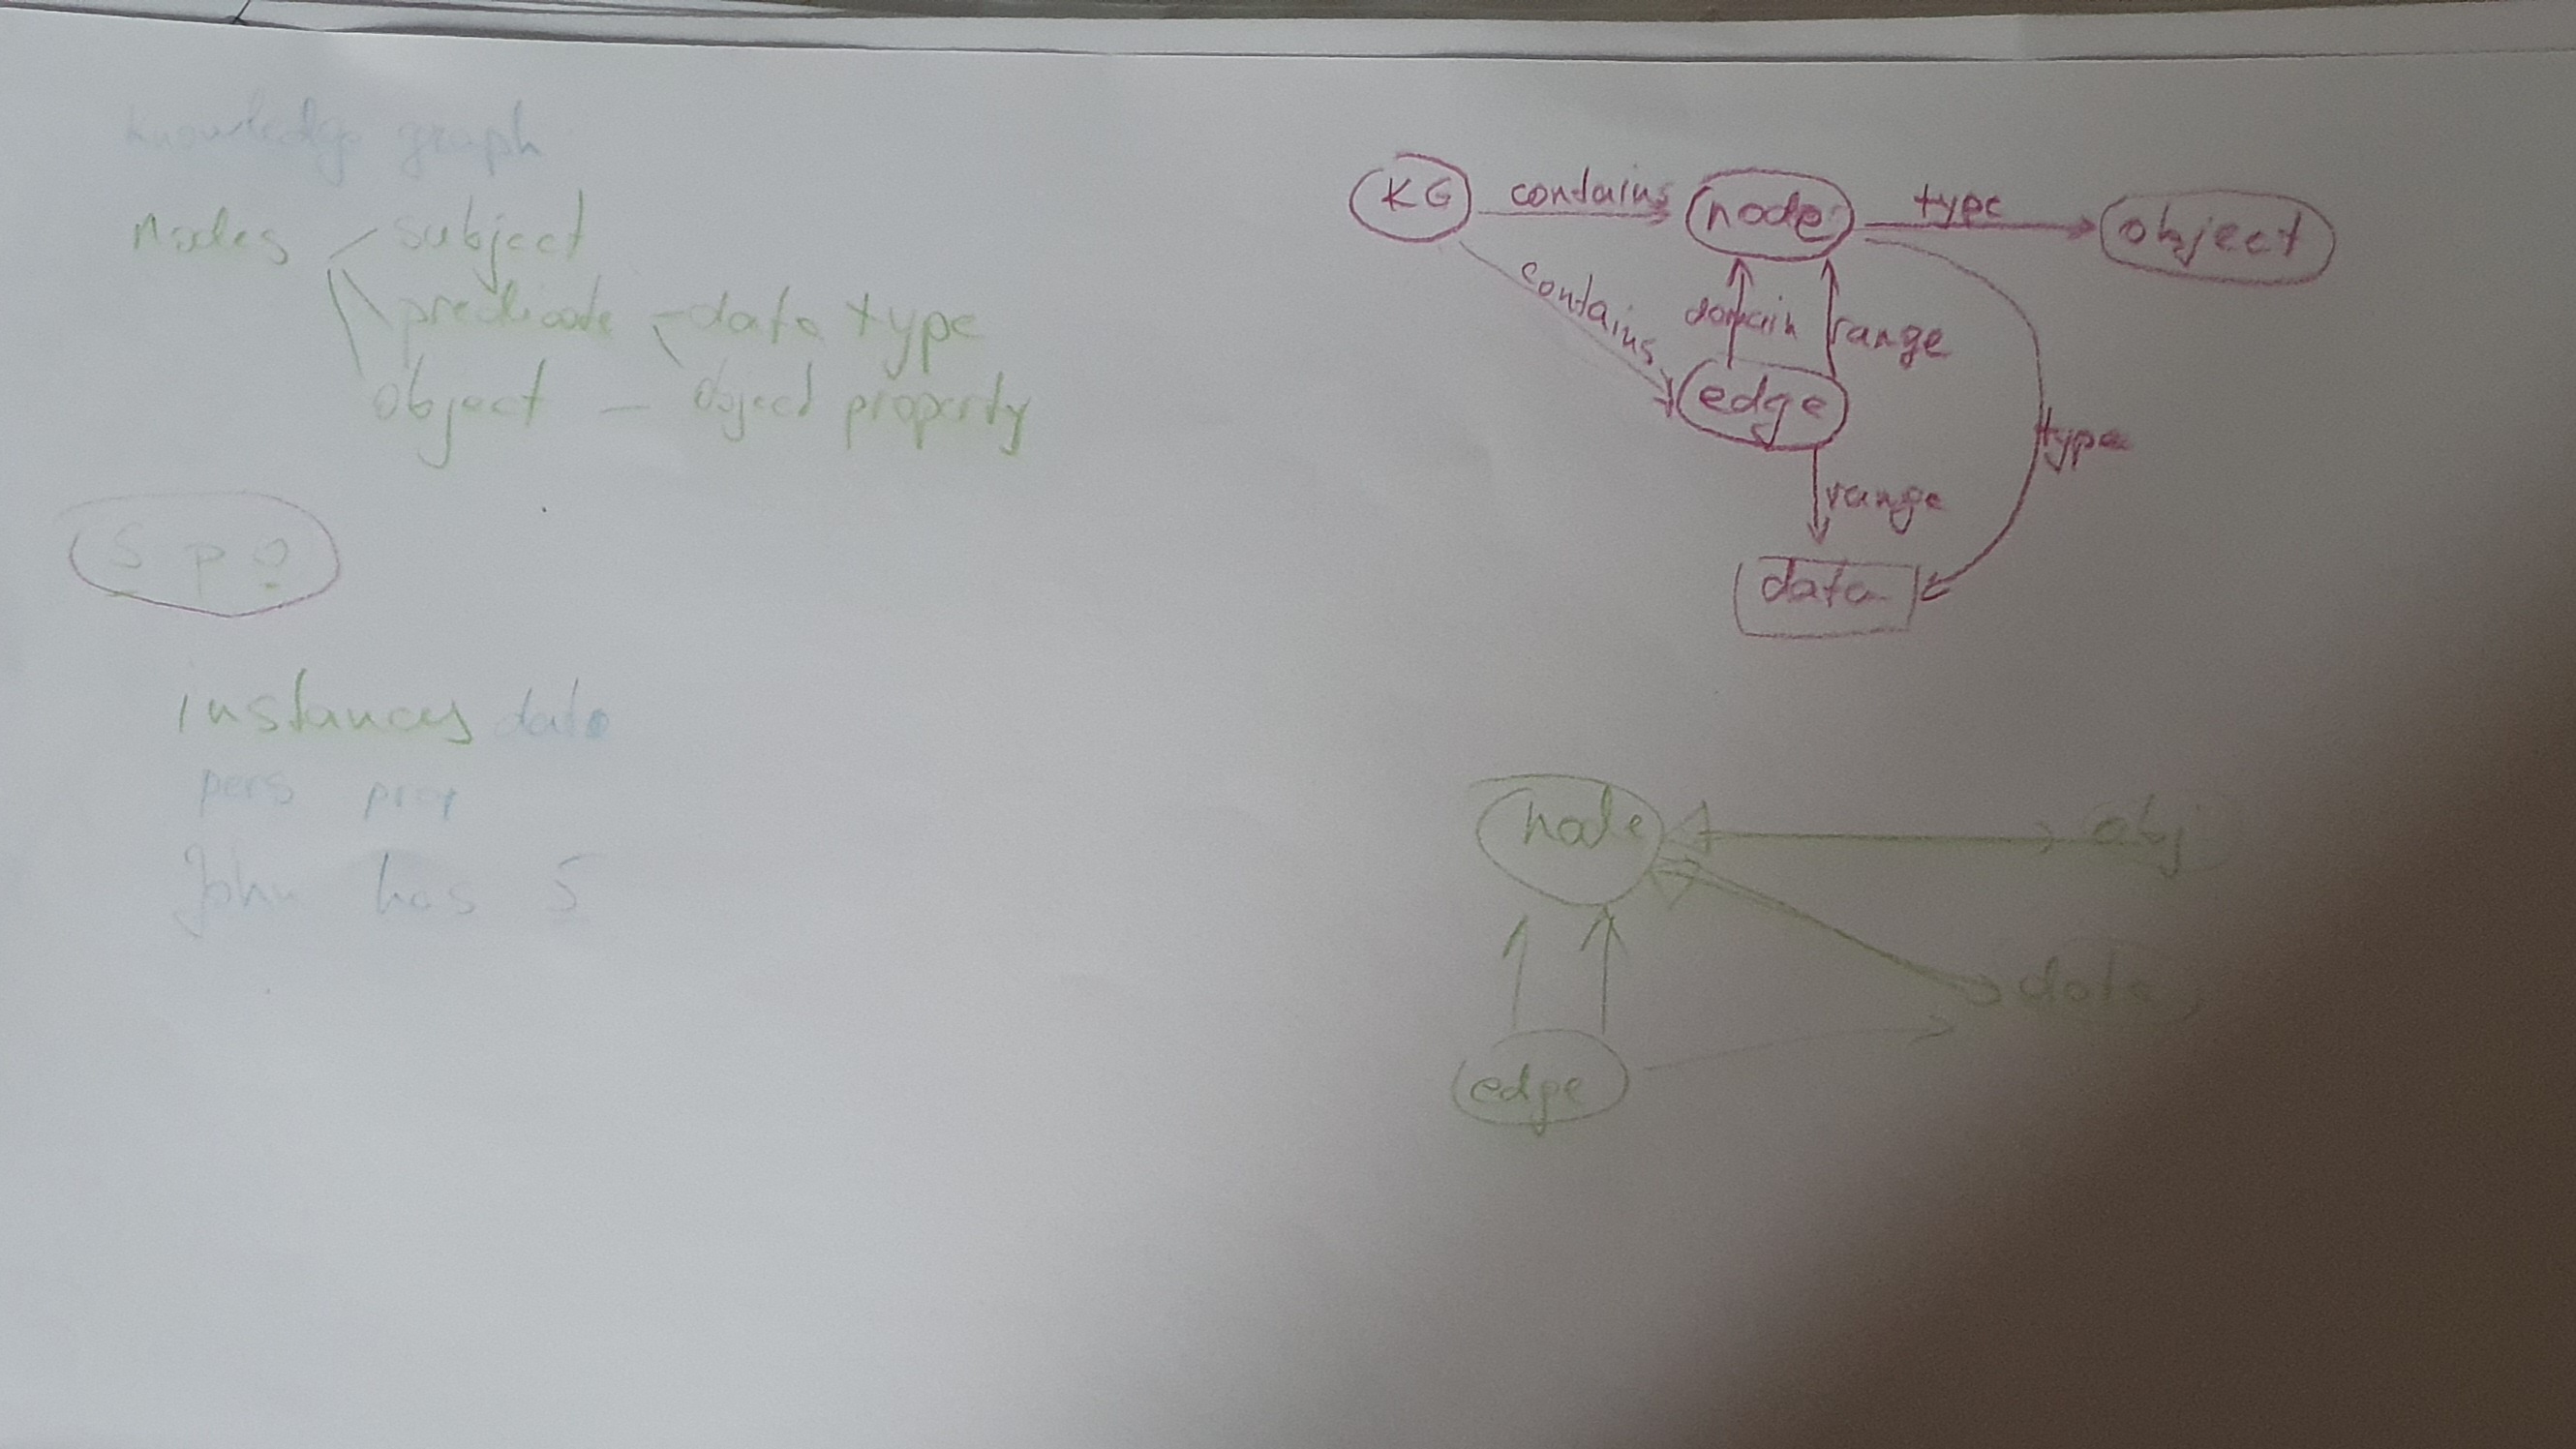 knowledge graph
nodes subject
predicate - data type
object - object property
S p O
instances data
pers prop
John has 5
KG contains node type object
contains domain range
edge type
range
data
node obj
data
edge